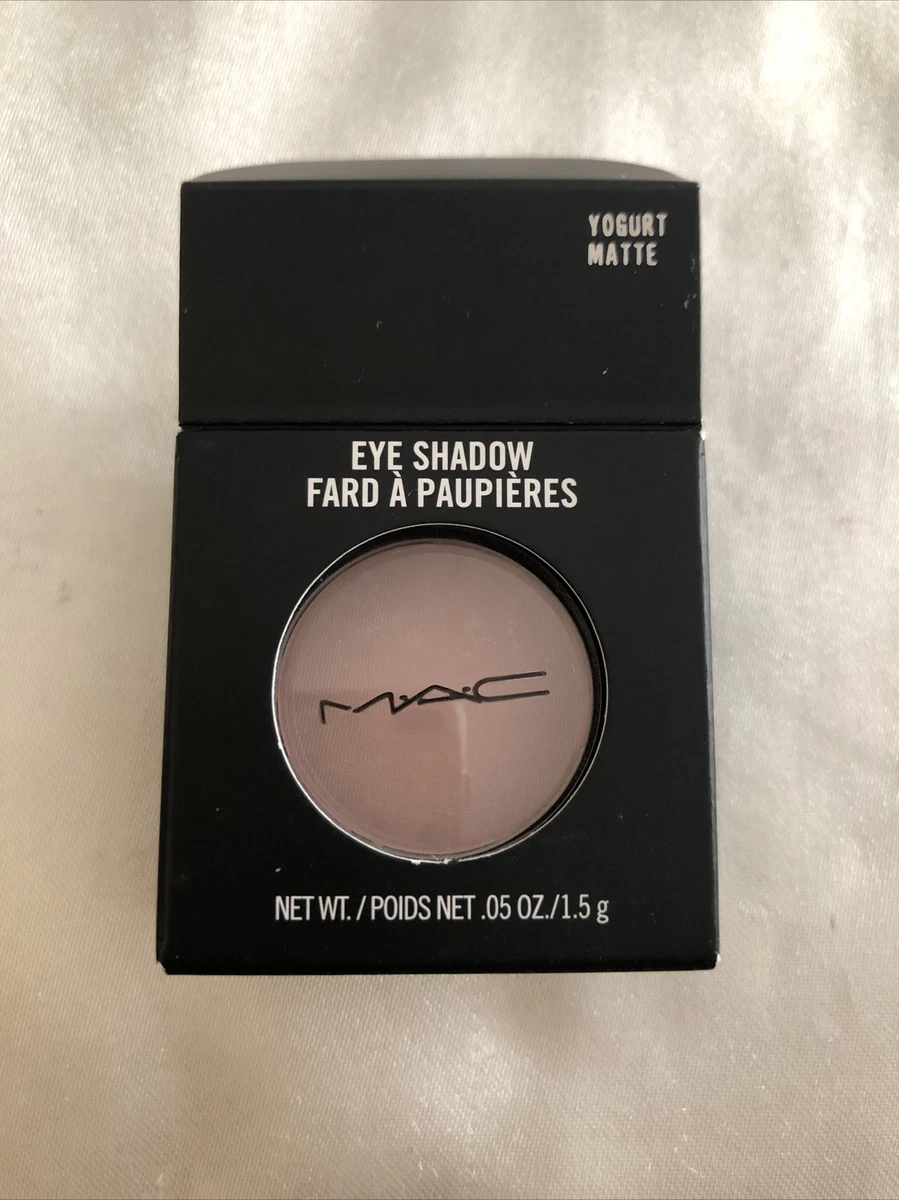 YOGURT
MATTE
EYE SHADOW
FARD À PAUPIÈRES
M·A·C
NET WT. / POIDS NET .05 OZ./1.5 g